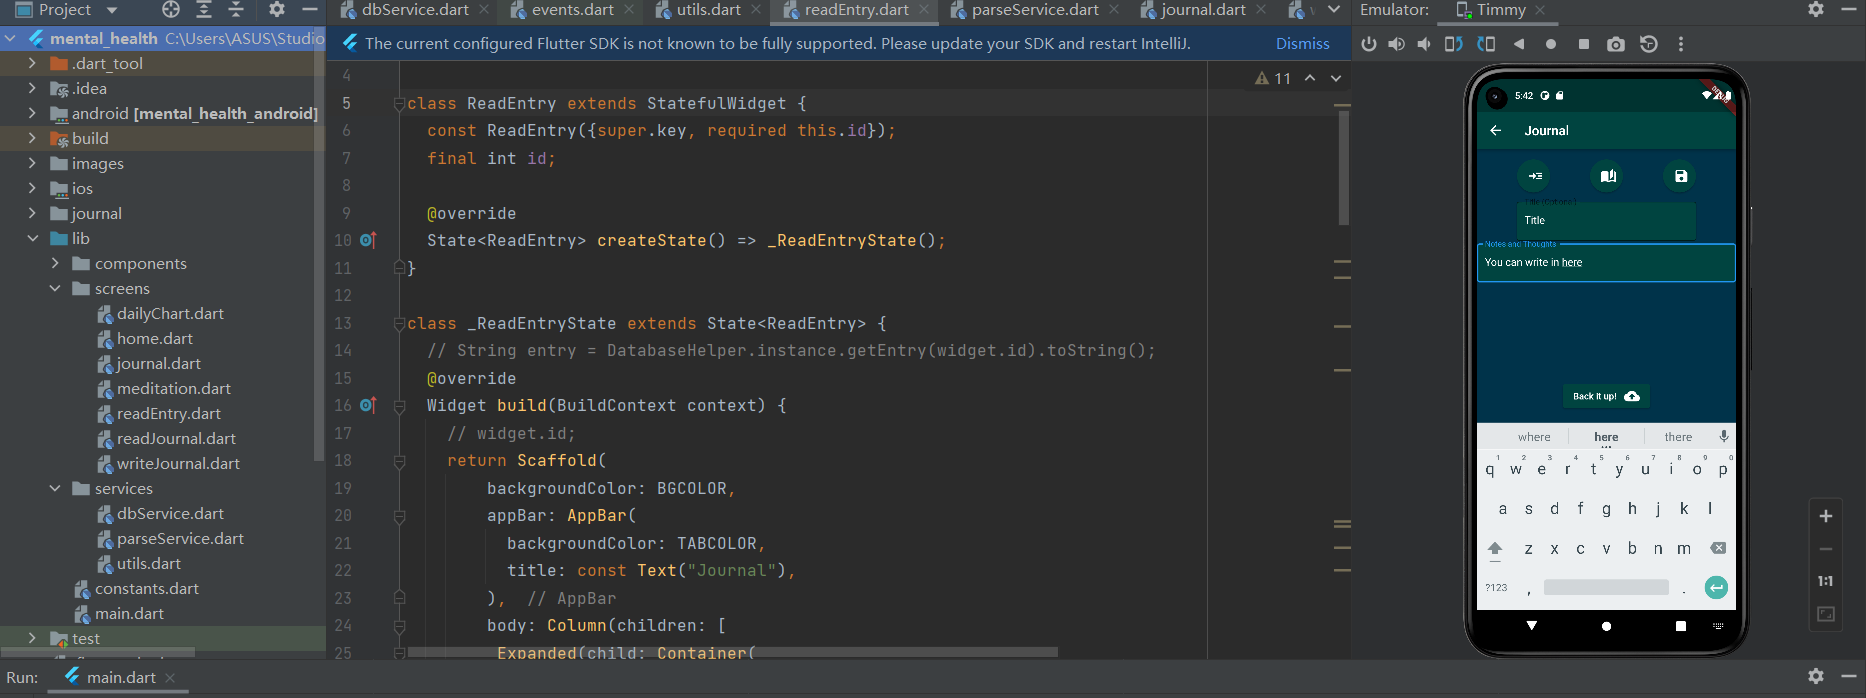 Project
dbService.dart
events.dart
utils.dart
readEntry.dart
parseService.dart
journal.dart
Emulator:
Timmy
mental_health C:\Users\ASUS\Studio
.dart_tool
.idea
android [mental_health_android]
build
images
ios
journal
lib
components
screens
dailyChart.dart
home.dart
journal.dart
meditation.dart
readEntry.dart
readJournal.dart
writeJournal.dart
services
dbService.dart
parseService.dart
utils.dart
constants.dart
main.dart
test
The current configured Flutter SDK is not known to be fully supported. Please update your SDK and restart IntelliJ.
Dismiss
11
4
5 class ReadEntry extends StatefulWidget {
6 const ReadEntry({super.key, required this.id});
7 final int id;
8
9 @override
10 State<ReadEntry> createState() => _ReadEntryState();
11 }
12
13 class _ReadEntryState extends State<ReadEntry> {
14 // String entry = DatabaseHelper.instance.getEntry(widget.id).toString();
15 @override
16 Widget build(BuildContext context) {
17 // widget.id;
18 return Scaffold(
19 backgroundColor: BGCOLOR,
20 appBar: AppBar(
21 backgroundColor: TABCOLOR,
22 title: const Text("Journal"),
23 ), // AppBar
24 body: Column(children: [
25 Expanded(child: Container(
5:42
Journal
Title
Notes and Thoughts
You can write in here
Back it up!
where here there
1 2 3 4 5 6 7 8 9 0
q w e r t y u i o p
a s d f g h j k l
z x c v b n m
?123 , .
1:1
Run:
main.dart